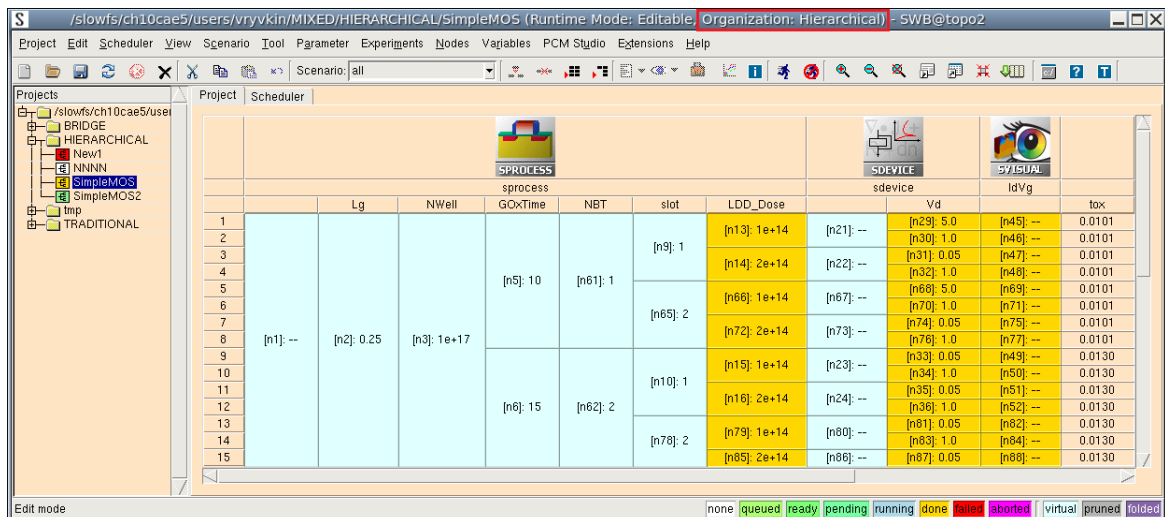 S /slowfs/ch10cae5/users/vryvkin/MIXED/HIERARCHICAL/SimpleMOS (Runtime Mode: Editable, Organization: Hierarchical) - SWB@topo2
Project Edit Scheduler View Scenario Tool Parameter Experiments Nodes Variables PCM Studio Extensions Help
Scenario: all
Projects
/slowfs/ch10cae5/user
BRIDGE
HIERARCHICAL
New1
NNNN
SimpleMOS
SimpleMOS2
tmp
TRADITIONAL
Project Scheduler
SPROCESS SDEVICE SVISUAL
sprocess sdevice IdVg
Lg NWell GOxTime NBT slot LDD_Dose Vd tox
1 [n1]: -- [n2]: 0.25 [n3]: 1e+17 [n5]: 10 [n61]: 1 [n9]: 1 [n13]: 1e+14 [n21]: -- [n29]: 5.0 [n45]: -- 0.0101
2 [n30]: 1.0 [n46]: -- 0.0101
3 [n14]: 2e+14 [n22]: -- [n31]: 0.05 [n47]: -- 0.0101
4 [n32]: 1.0 [n48]: -- 0.0101
5 [n65]: 2 [n66]: 1e+14 [n67]: -- [n68]: 5.0 [n69]: -- 0.0101
6 [n70]: 1.0 [n71]: -- 0.0101
7 [n72]: 2e+14 [n73]: -- [n74]: 0.05 [n75]: -- 0.0101
8 [n76]: 1.0 [n77]: -- 0.0101
9 [n6]: 15 [n62]: 2 [n10]: 1 [n15]: 1e+14 [n23]: -- [n33]: 0.05 [n49]: -- 0.0130
10 [n34]: 1.0 [n50]: -- 0.0130
11 [n16]: 2e+14 [n24]: -- [n35]: 0.05 [n51]: -- 0.0130
12 [n36]: 1.0 [n52]: -- 0.0130
13 [n78]: 2 [n79]: 1e+14 [n80]: -- [n81]: 0.05 [n82]: -- 0.0130
14 [n83]: 1.0 [n84]: -- 0.0130
15 [n85]: 2e+14 [n86]: -- [n87]: 0.05 [n88]: -- 0.0130
Edit mode
none queued ready pending running done failed aborted virtual pruned folded